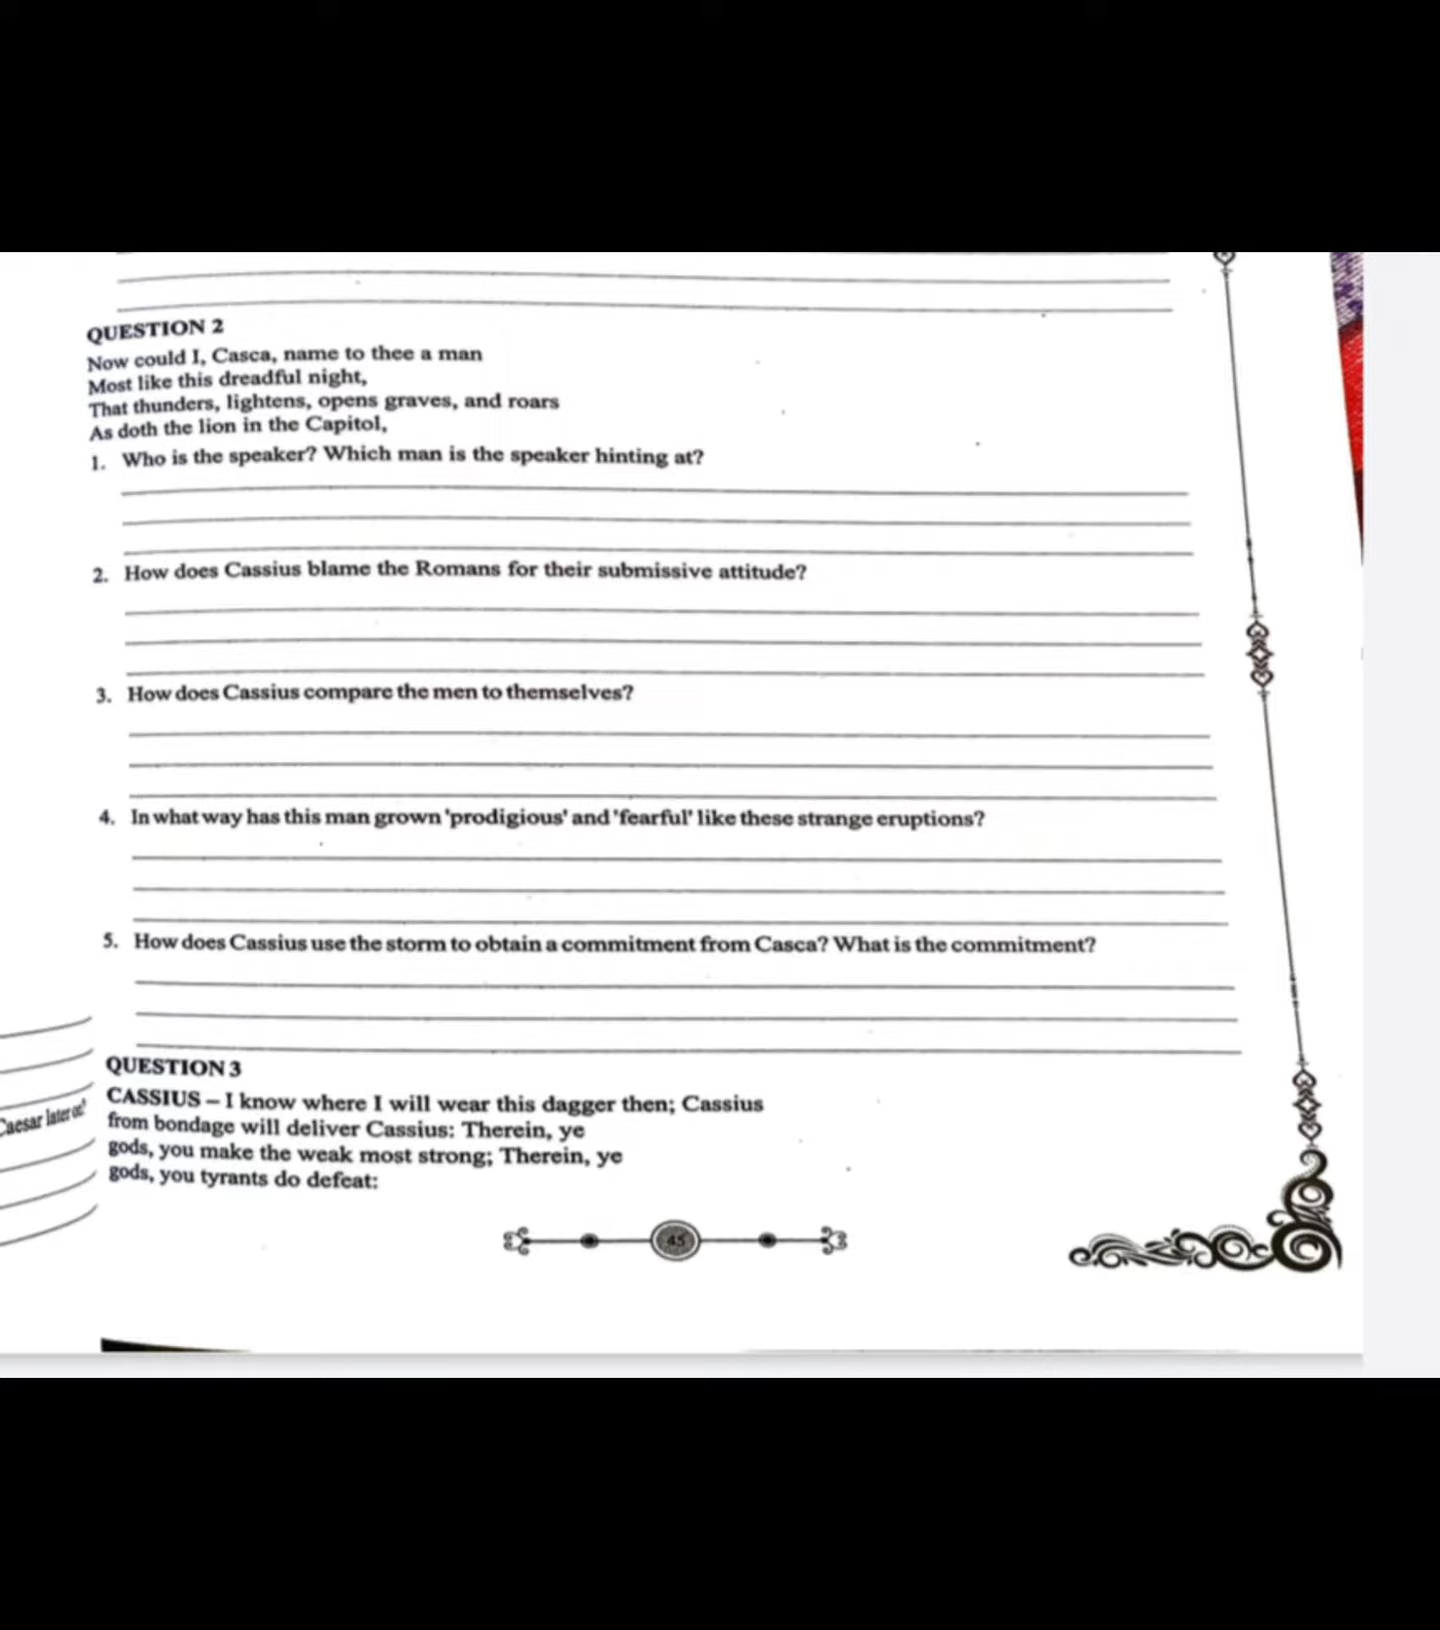 QUESTION 2
Now could I, Casca, name to thee a man
Most like this dreadful night,
That thunders, lightens, opens graves, and roars
As doth the lion in the Capitol,
1. Who is the speaker? Which man is the speaker hinting at?
2. How does Cassius blame the Romans for their submissive attitude?
3. How does Cassius compare the men to themselves?
4. In what way has this man grown 'prodigious' and 'fearful' like these strange eruptions?
5. How does Cassius use the storm to obtain a commitment from Casca? What is the commitment?
Caesar later on?
QUESTION 3
CASSIUS – I know where I will wear this dagger then; Cassius
from bondage will deliver Cassius: Therein, ye
gods, you make the weak most strong; Therein, ye
gods, you tyrants do defeat:
45